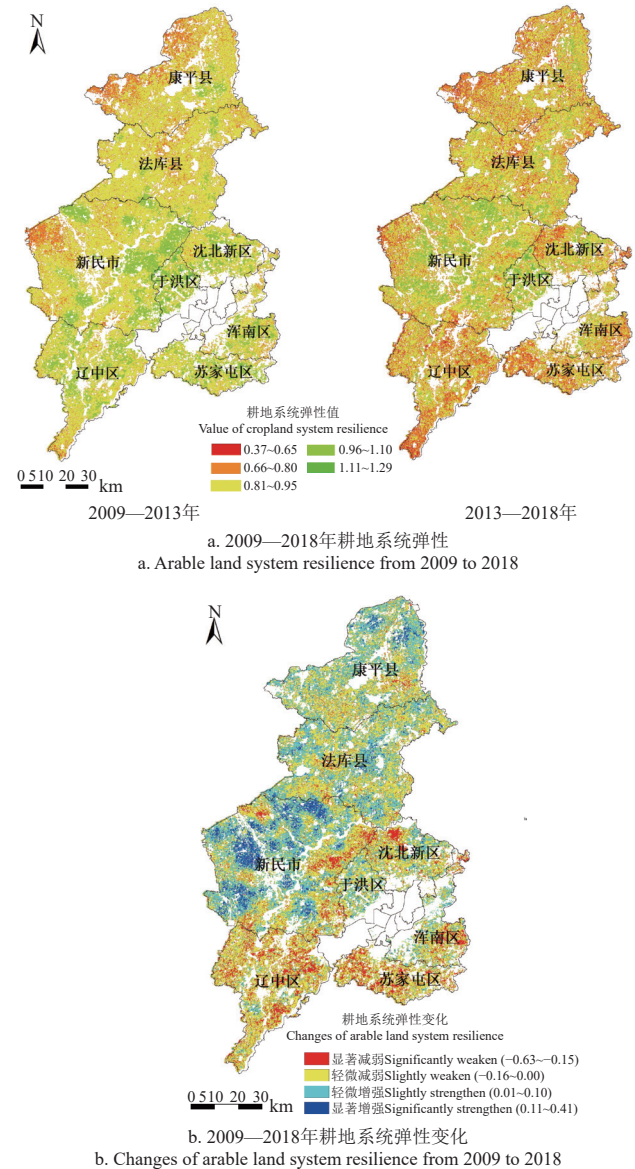 N
康平县
法库县
新民市
沈北新区
于洪区
浑南区
辽中区
苏家屯区
康平县
法库县
新民市
沈北新区
于洪区
浑南区
辽中区
苏家屯区
耕地系统弹性值
Value of cropland system resilience
0.37~0.65 0.96~1.10
0.66~0.80 1.11~1.29
0.81~0.95
0 510 20 30
km
2009—2013年 2013—2018年
a. 2009—2018年耕地系统弹性
a. Arable land system resilience from 2009 to 2018
N
康平县
法库县
新民市
沈北新区
于洪区
浑南区
辽中区
苏家屯区
耕地系统弹性变化
Changes of arable land system resilience
显著减弱Significantly weaken (−0.63~−0.15)
轻微减弱Slightly weaken (−0.16~0.00)
轻微增强Slightly strengthen (0.01~0.10)
显著增强Significantly strengthen (0.11~0.41)
0 510 20 30
km
b. 2009—2018年耕地系统弹性变化
b. Changes of arable land system resilience from 2009 to 2018